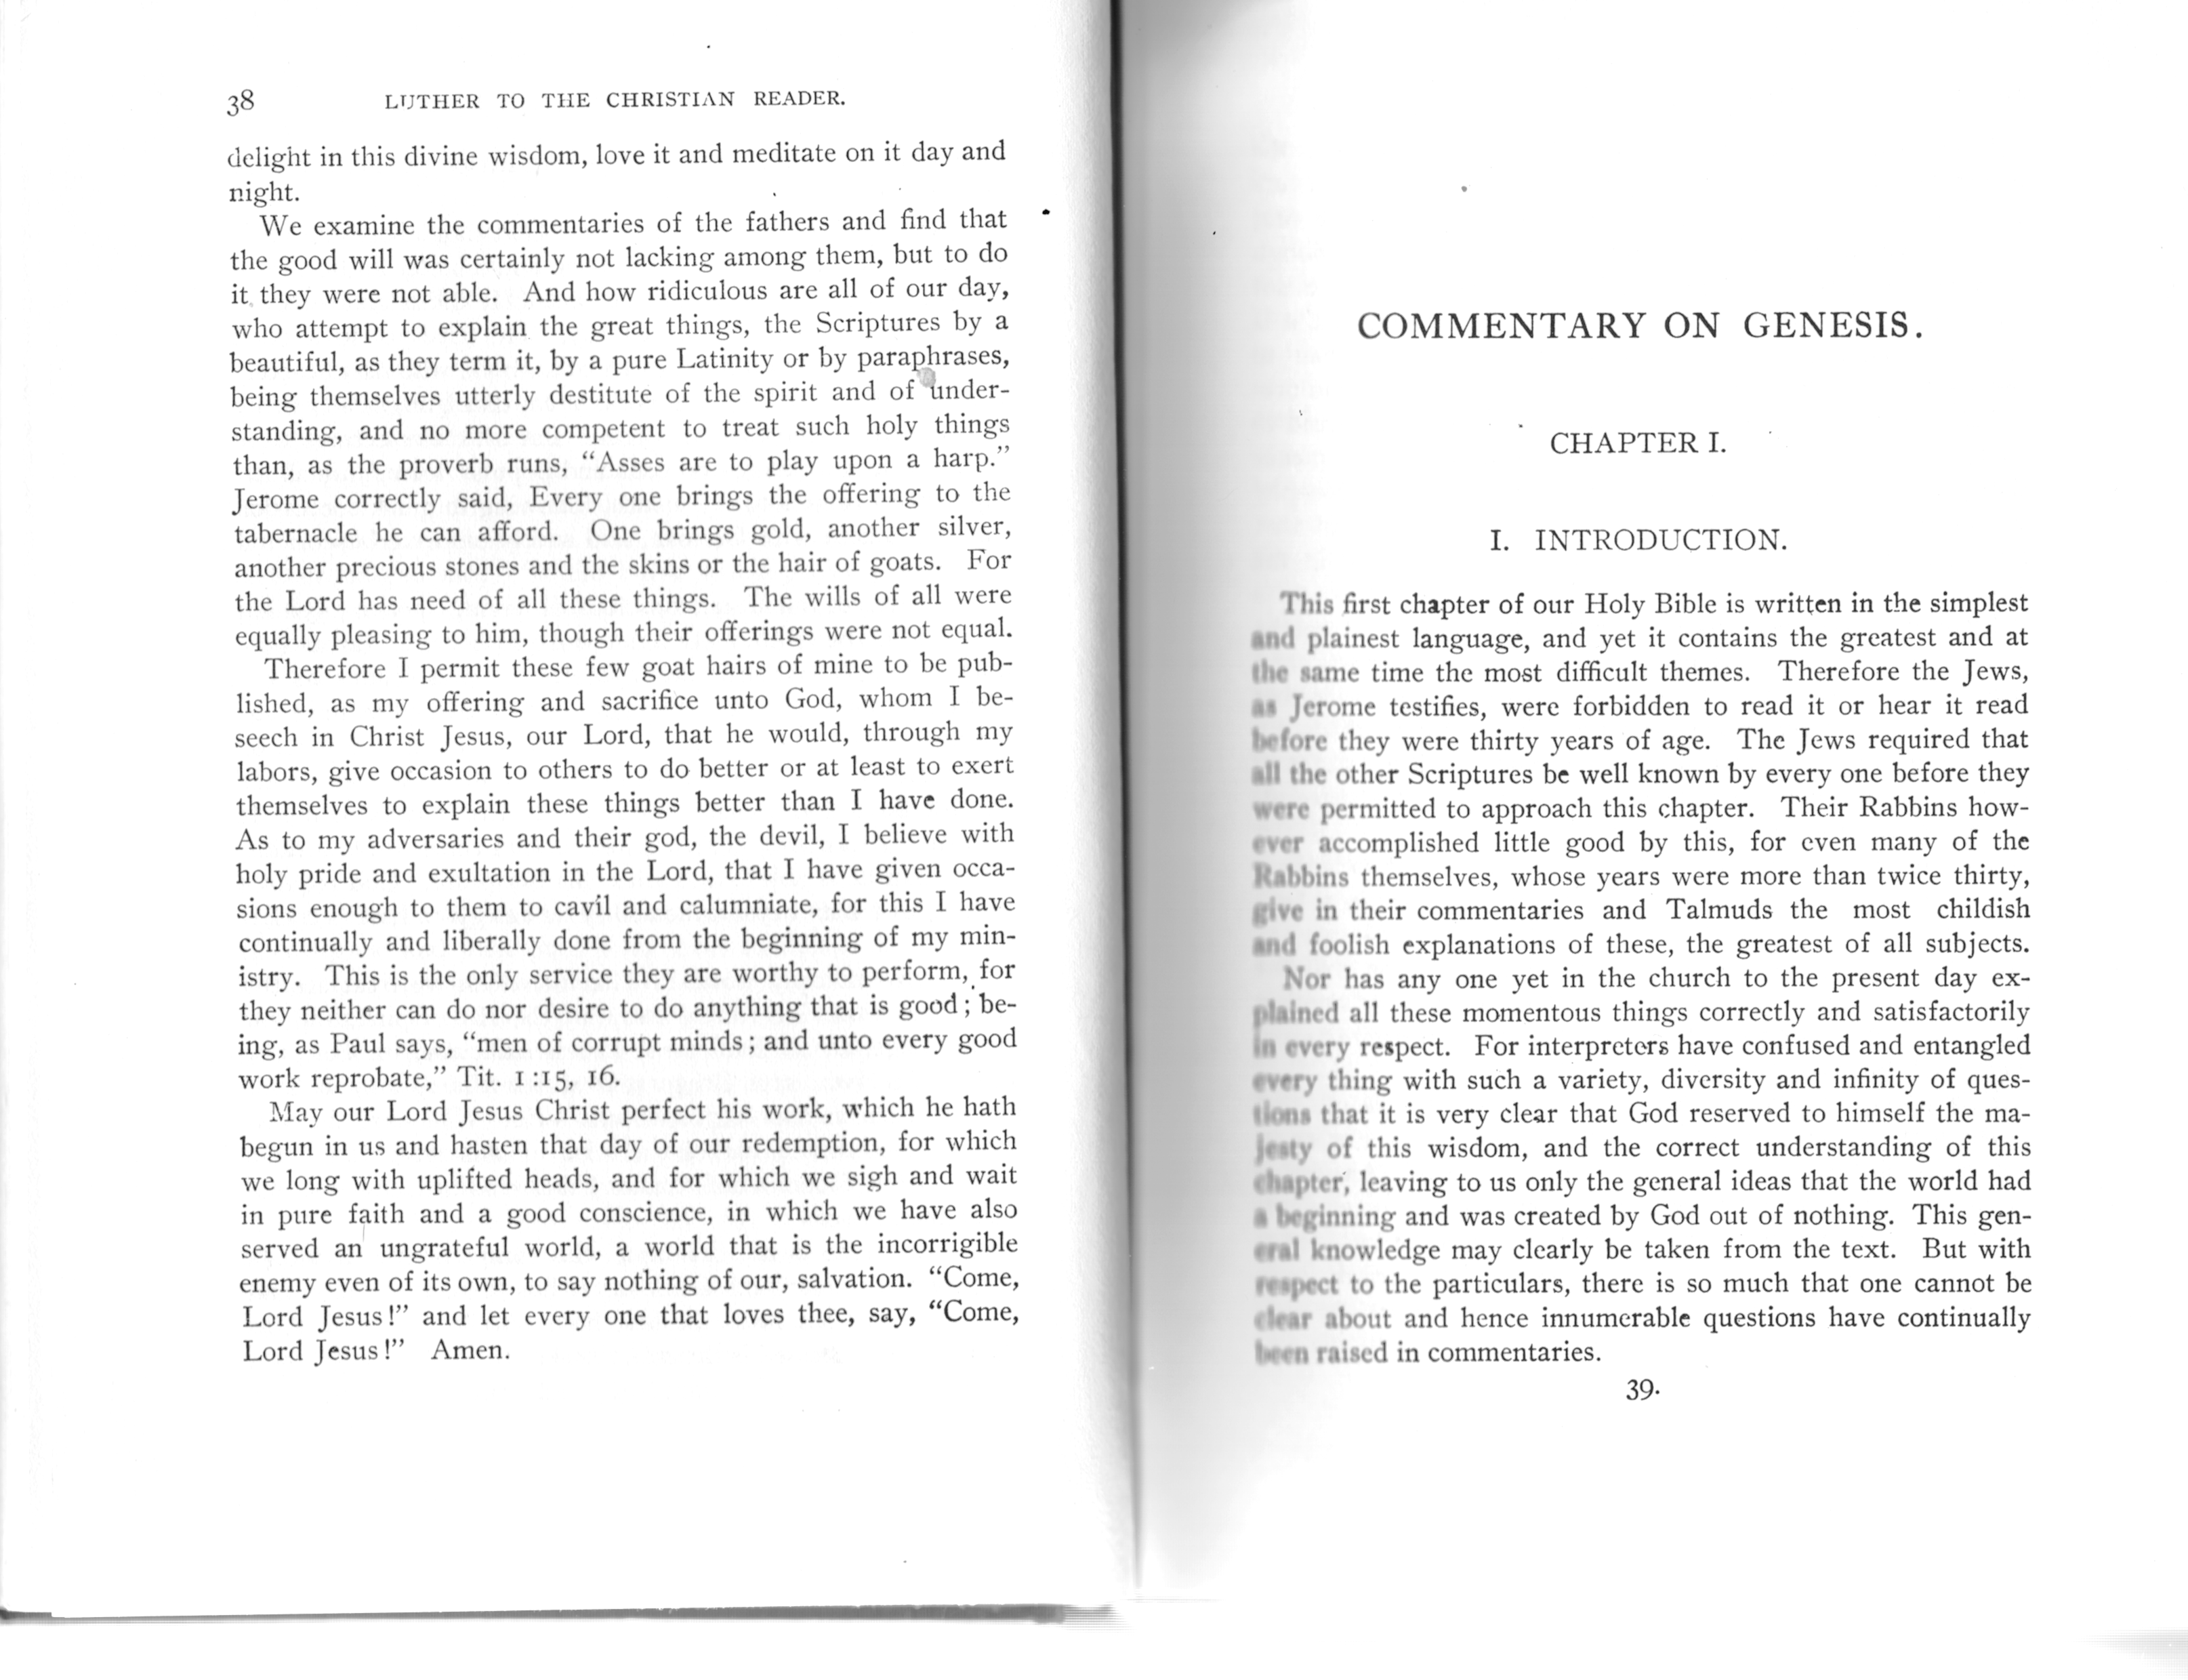 38 LUTHER TO THE CHRISTIAN READER.
delight in this divine wisdom, love it and meditate on it day and
night.
We examine the commentaries of the fathers and find that
the good will was certainly not lacking among them, but to do
it they were not able. And how ridiculous are all of our day,
who attempt to explain the great things, the Scriptures by a
beautiful, as they term it, by a pure Latinity or by paraphrases,
being themselves utterly destitute of the spirit and of under-
standing, and no more competent to treat such holy things
than, as the proverb runs, “Asses are to play upon a harp.”
Jerome correctly said, Every one brings the offering to the
tabernacle he can afford. One brings gold, another silver,
another precious stones and the skins or the hair of goats. For
the Lord has need of all these things. The wills of all were
equally pleasing to him, though their offerings were not equal.
Therefore I permit these few goat hairs of mine to be pub-
lished, as my offering and sacrifice unto God, whom I be-
seech in Christ Jesus, our Lord, that he would, through my
labors, give occasion to others to do better or at least to exert
themselves to explain these things better than I have done.
As to my adversaries and their god, the devil, I believe with
holy pride and exultation in the Lord, that I have given occa-
sions enough to them to cavil and calumniate, for this I have
continually and liberally done from the beginning of my min-
istry. This is the only service they are worthy to perform, for
they neither can do nor desire to do anything that is good; be-
ing, as Paul says, “men of corrupt minds; and unto every good
work reprobate,” Tit. 1:15, 16.
May our Lord Jesus Christ perfect his work, which he hath
begun in us and hasten that day of our redemption, for which
we long with uplifted heads, and for which we sigh and wait
in pure faith and a good conscience, in which we have also
served an ungrateful world, a world that is the incorrigible
enemy even of its own, to say nothing of our, salvation. “Come,
Lord Jesus!” and let every one that loves thee, say, “Come,
Lord Jesus!” Amen.
COMMENTARY ON GENESIS.
CHAPTER I.
I. INTRODUCTION.
This first chapter of our Holy Bible is written in the simplest
and plainest language, and yet it contains the greatest and at
the same time the most difficult themes. Therefore the Jews,
as Jerome testifies, were forbidden to read it or hear it read
before they were thirty years of age. The Jews required that
all the other Scriptures be well known by every one before they
were permitted to approach this chapter. Their Rabbins how-
ever accomplished little good by this, for even many of the
Rabbins themselves, whose years were more than twice thirty,
give in their commentaries and Talmuds the most childish
and foolish explanations of these, the greatest of all subjects.
Nor has any one yet in the church to the present day ex-
plained all these momentous things correctly and satisfactorily
in every respect. For interpreters have confused and entangled
every thing with such a variety, diversity and infinity of ques-
tions that it is very clear that God reserved to himself the ma-
jesty of this wisdom, and the correct understanding of this
chapter, leaving to us only the general ideas that the world had
a beginning and was created by God out of nothing. This gen-
eral knowledge may clearly be taken from the text. But with
respect to the particulars, there is so much that one cannot be
clear about and hence innumerable questions have continually
been raised in commentaries.
39.